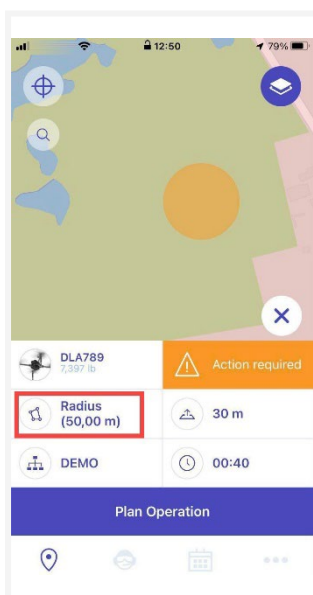 12:50
79%
DLA789
7,397 lb
Action required
Radius
(50,00 m)
30 m
DEMO
00:40
Plan Operation